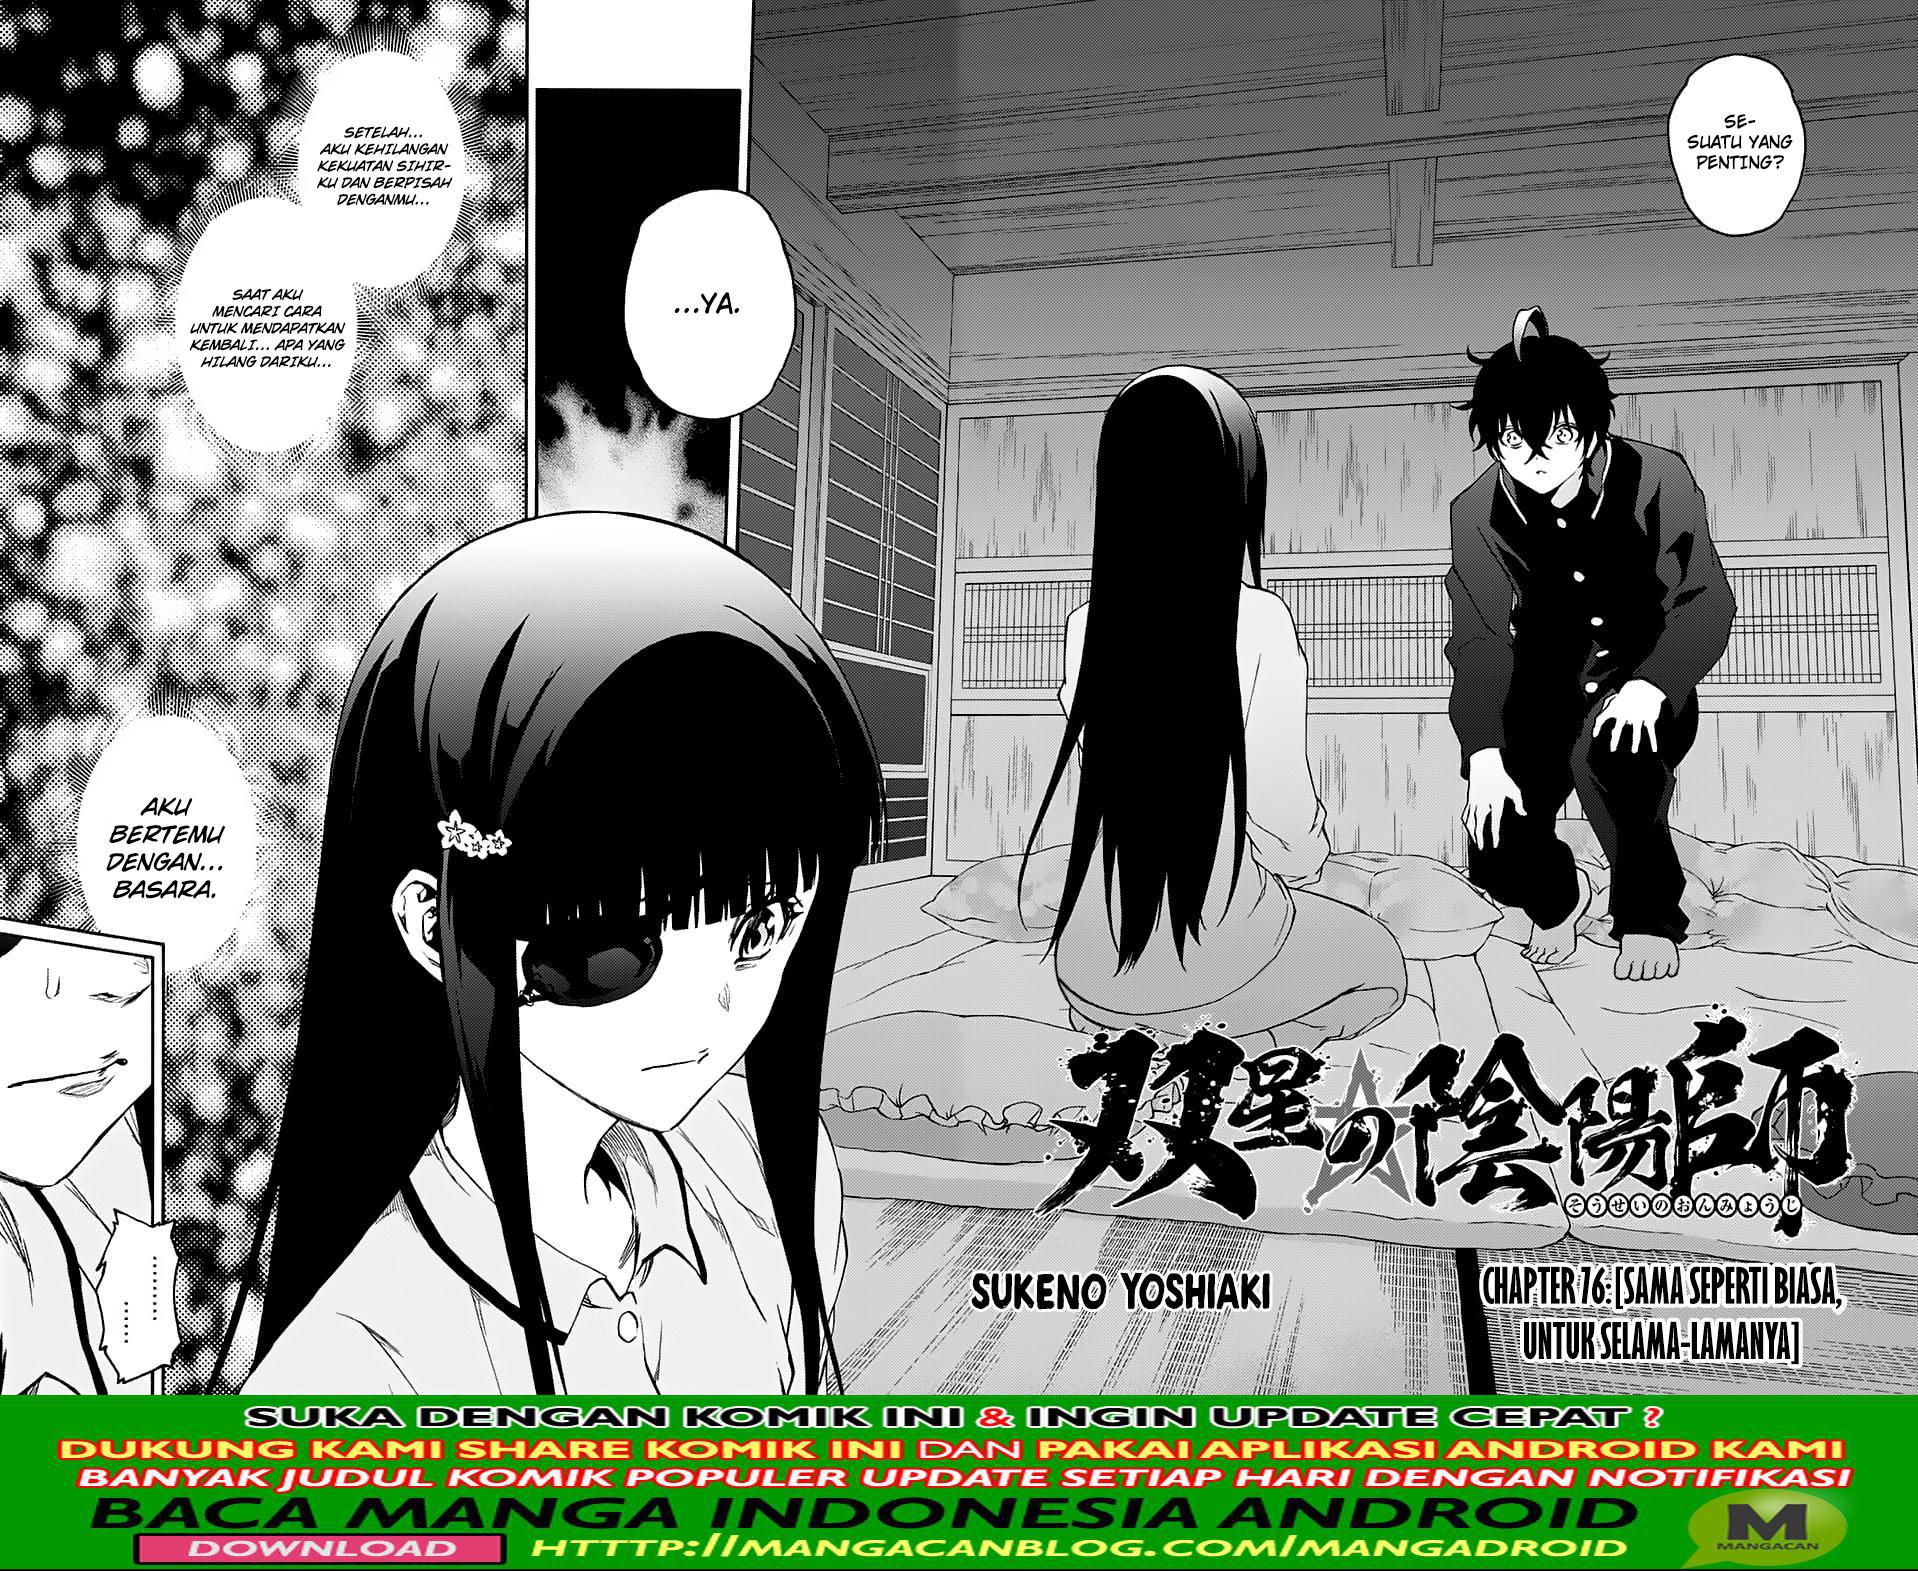 SE-
SUATU YANG
PENTING?
...YA.
SETELAH...
AKU KEHILANGAN
KEKUATAN SIHIR-
KU DAN BERPISAH
DENGANMU...
SAAT AKU
MENCARI CARA
UNTUK MENDAPATKAN
KEMBALI... APA YANG
HILANG DARIKU...
AKU
BERTEMU
DENGAN...
BASARA.
.........
......
双星の陰陽師
そうせいのおんみょうじ
SUKENO YOSHIAKI
CHAPTER 76: [SAMA SEPERTI BIASA,
UNTUK SELAMA-LAMANYA]
SUKA DENGAN KOMIK INI & INGIN UPDATE CEPAT ?
DUKUNG KAMI SHARE KOMIK INI DAN PAKAI APLIKASI ANDROID KAMI
BANYAK JUDUL KOMIK POPULER UPDATE SETIAP HARI DENGAN NOTIFIKASI
BACA MANGA INDONESIA ANDROID
DOWNLOAD HTTTP://MANGACANBLOG.COM/MANGADROID
M
MANGACAN